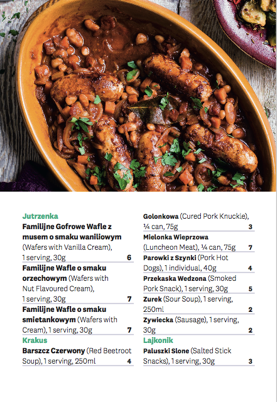 Jutrzenka
Familijne Gofrowe Wafle z
musem o smaku waniliowym
(Wafers with Vanilla Cream),
1 serving, 30g 6
Familijne Wafle o smaku
orzechowym (Wafers with
Nut Flavoured Cream),
1 serving, 30g 7
Familijne Wafle o smaku
smietankowym (Wafers with
Cream), 1 serving, 30g 7
Krakus
Barszcz Czerwony (Red Beetroot
Soup), 1 serving, 250ml 4
Golonkowa (Cured Pork Knuckle),
¼ can, 75g 3
Mielonka Wieprzowa
(Luncheon Meat), ¼ can, 75g 7
Parowki z Szynki (Pork Hot
Dogs), 1 individual, 40g 4
Przekaska Wedzona (Smoked
Pork Snack), 1 serving, 30g 5
Zurek (Sour Soup), 1 serving,
250ml 2
Zywiecka (Sausage), 1 serving,
30g 2
Lajkonik
Paluszki Slone (Salted Stick
Snacks), 1 serving, 30g 3